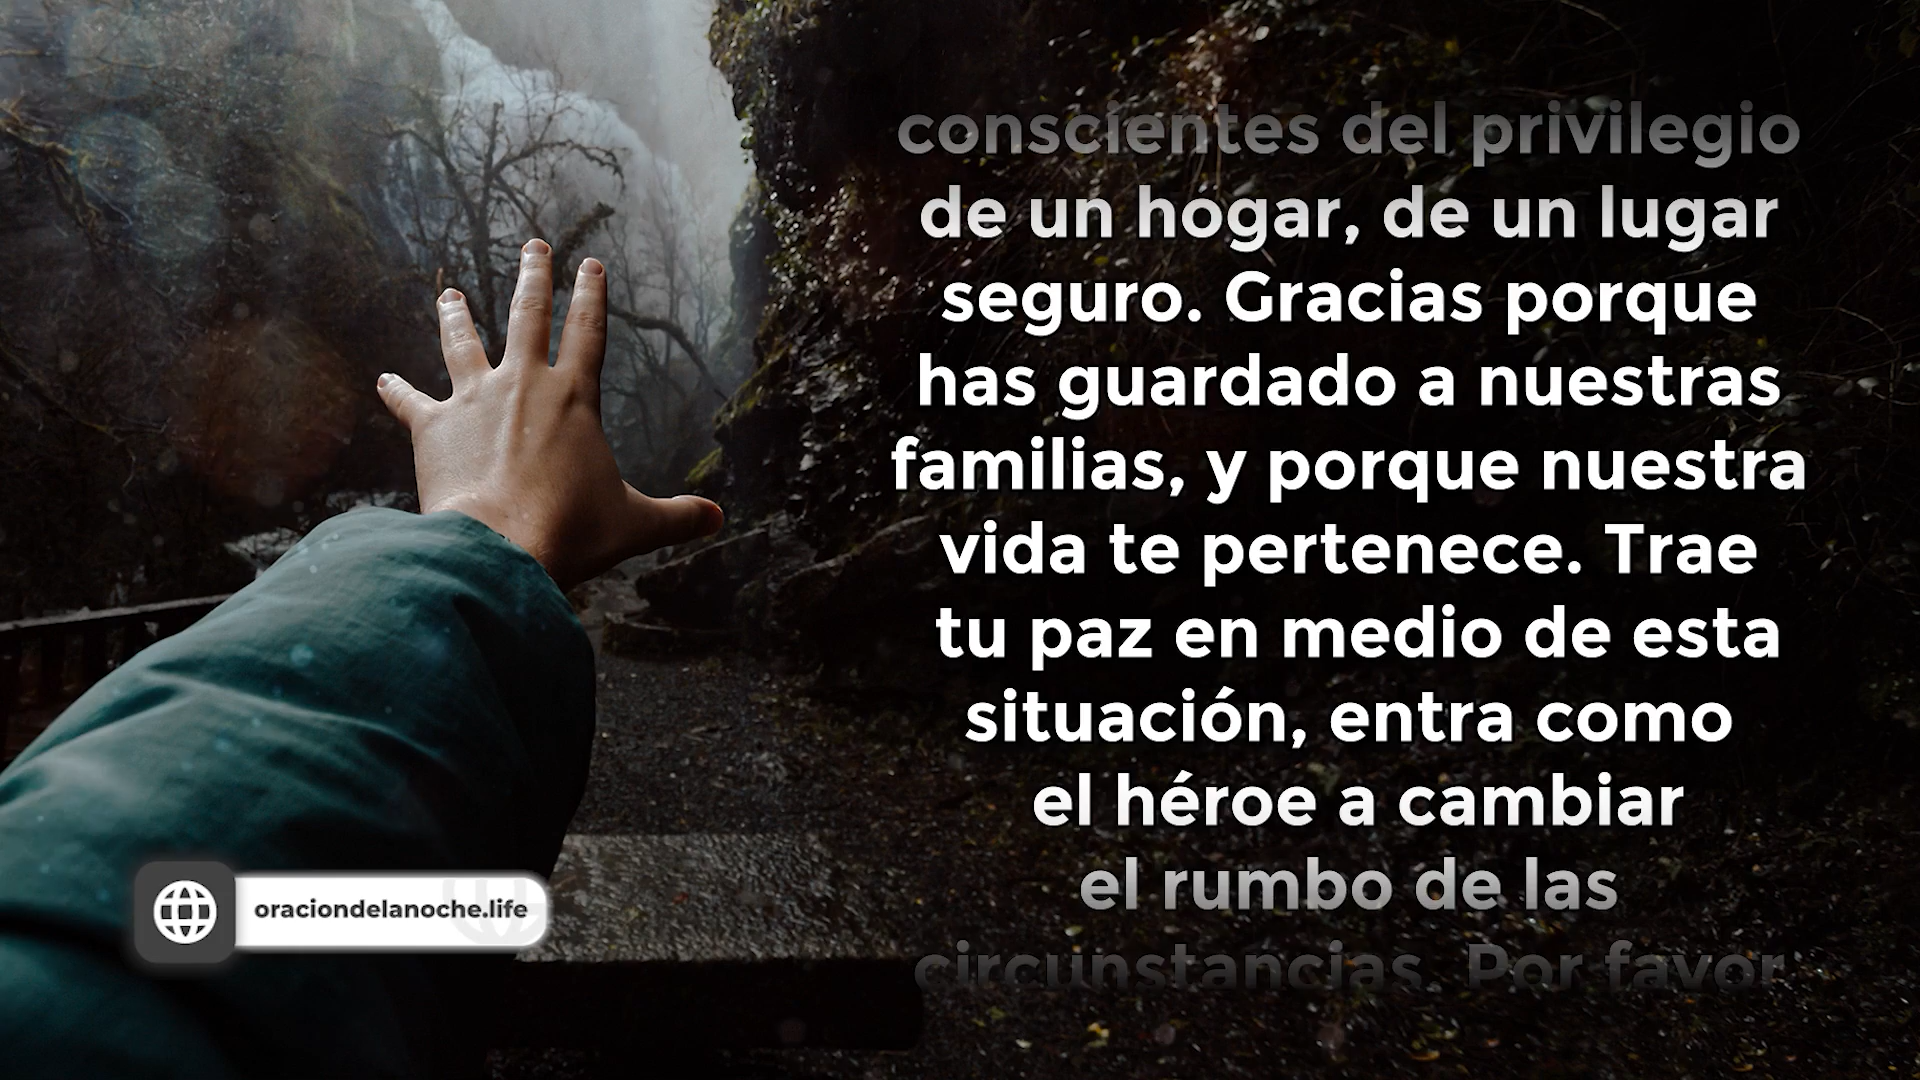 conscientes del privilegio
de un hogar, de un lugar
seguro. Gracias porque
has guardado a nuestras
familias, y porque nuestra
vida te pertenece. Trae
tu paz en medio de esta
situación, entra como
el héroe a cambiar
el rumbo de las
circunstancias. Por favor
oraciondelanoche.life